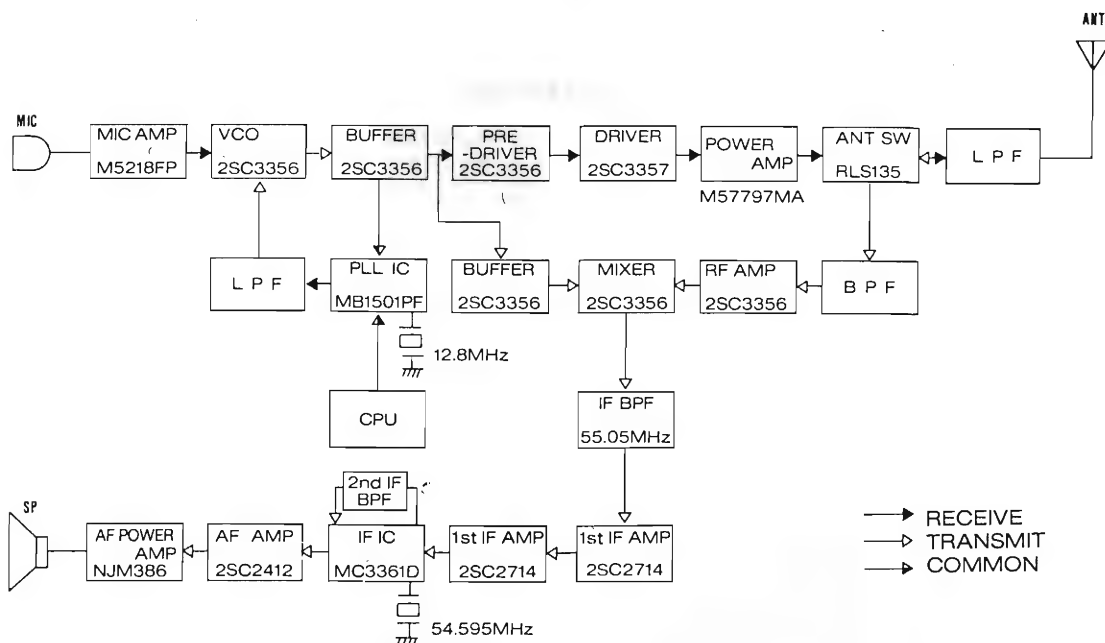 ANT
MIC
MIC AMP
M5218FP
VCO
2SC3356
BUFFER
2SC3356
PRE
-DRIVER
2SC3356
DRIVER
2SC3357
POWER
AMP
M57797MA
ANT SW
RLS135
L P F
L P F
PLL IC
MB1501PF
12.8MHz
BUFFER
2SC3356
MIXER
2SC3356
RF AMP
2SC3356
B P F
CPU
IF BPF
55.05MHz
2nd IF
BPF
SP
AF POWER
AMP
NJM386
AF AMP
2SC2412
IF IC
MC3361D
54.595MHz
1st IF AMP
2SC2714
1st IF AMP
2SC2714
RECEIVE
TRANSMIT
COMMON